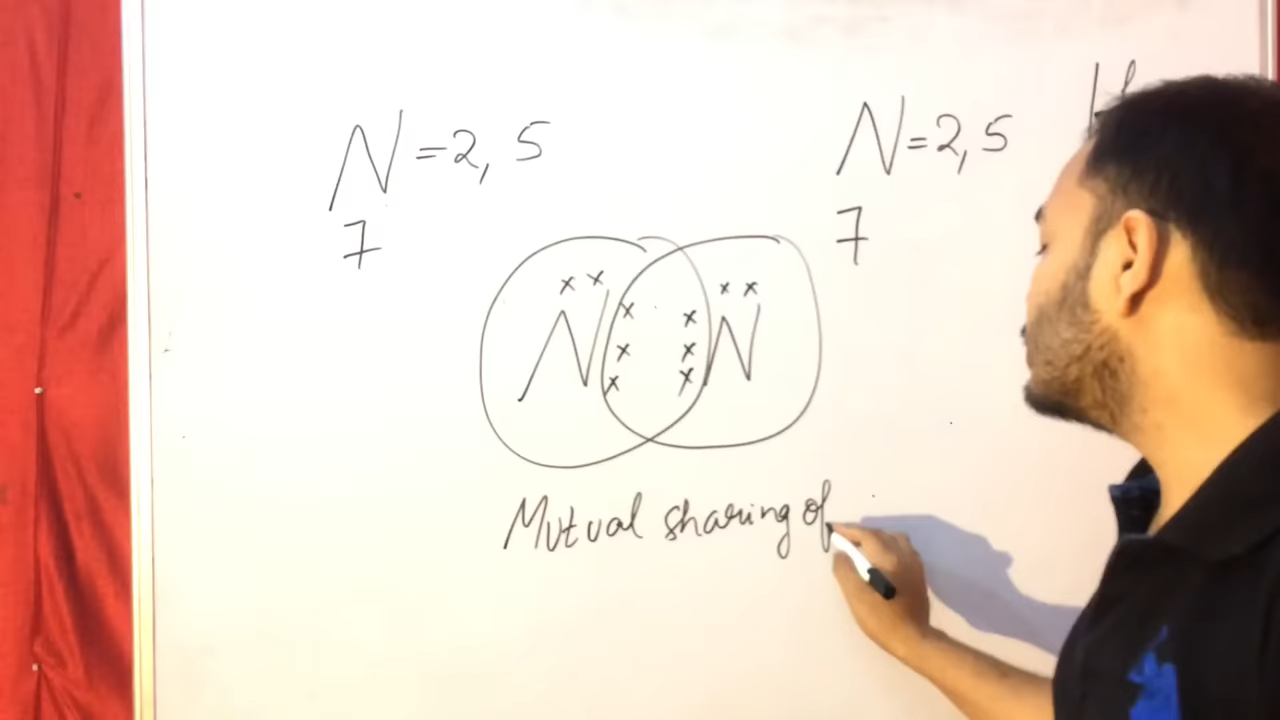 N = 2, 5
7
N = 2, 5
7
x x
N
x
x
x
x
x
x
x x
N
Mutual sharing of